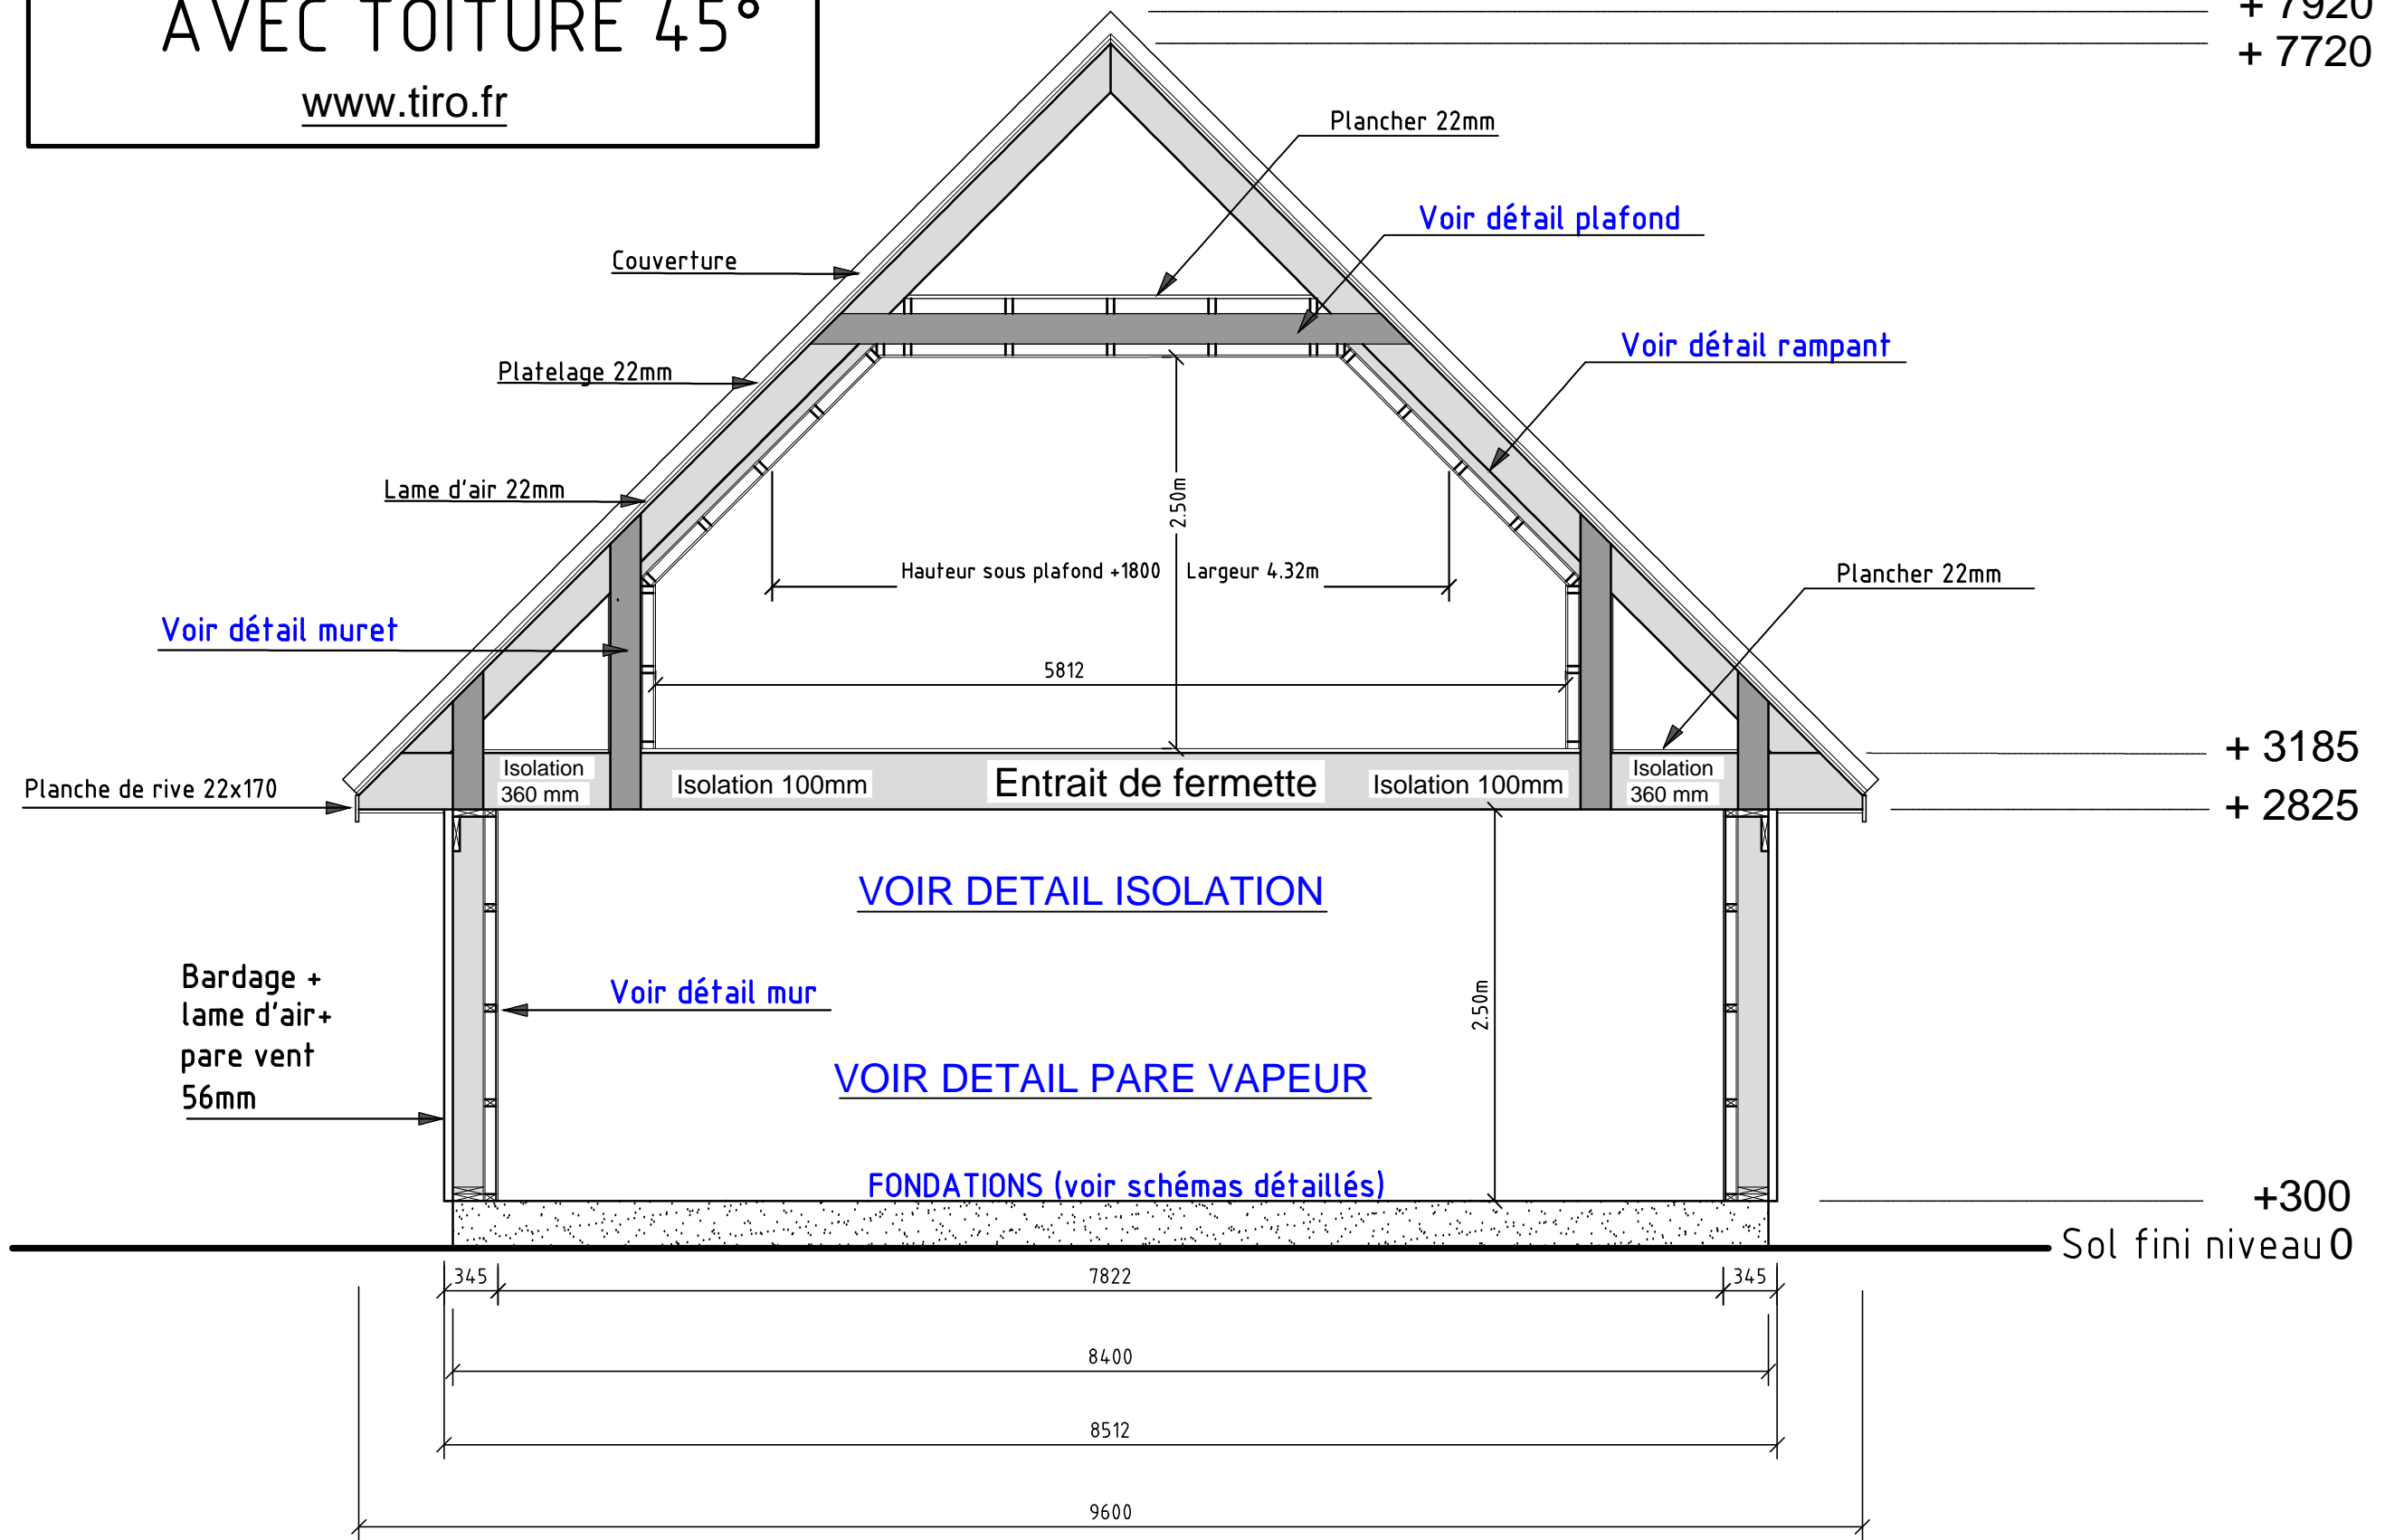 AVEC TOITURE 45°
www.tiro.fr
+ 7920
+ 7720
Plancher 22mm
Voir détail plafond
Couverture
Voir détail rampant
Platelage 22mm
Lame d'air 22mm
2.50m
Hauteur sous plafond +1800
Largeur 4.32m
Plancher 22mm
Voir détail muret
5812
+ 3185
Planche de rive 22x170
Isolation
360 mm
Isolation 100mm
Entrait de fermette
Isolation 100mm
Isolation
360 mm
+ 2825
VOIR DETAIL ISOLATION
Bardage +
lame d'air+
pare vent
56mm
Voir détail mur
2.50m
VOIR DETAIL PARE VAPEUR
FONDATIONS (voir schémas détaillés)
+300
Sol fini niveau 0
345
7822
345
8400
8512
9600